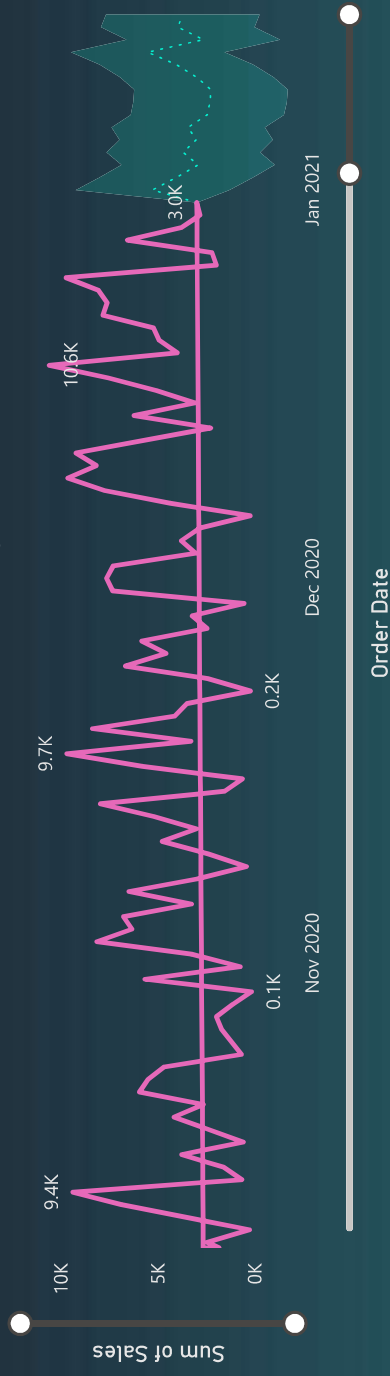 Sum of Sales
10K
5K
0K
9.4K
0.1K
9.7K
0.2K
10.6K
3.0K
Nov 2020
Dec 2020
Jan 2021
Order Date